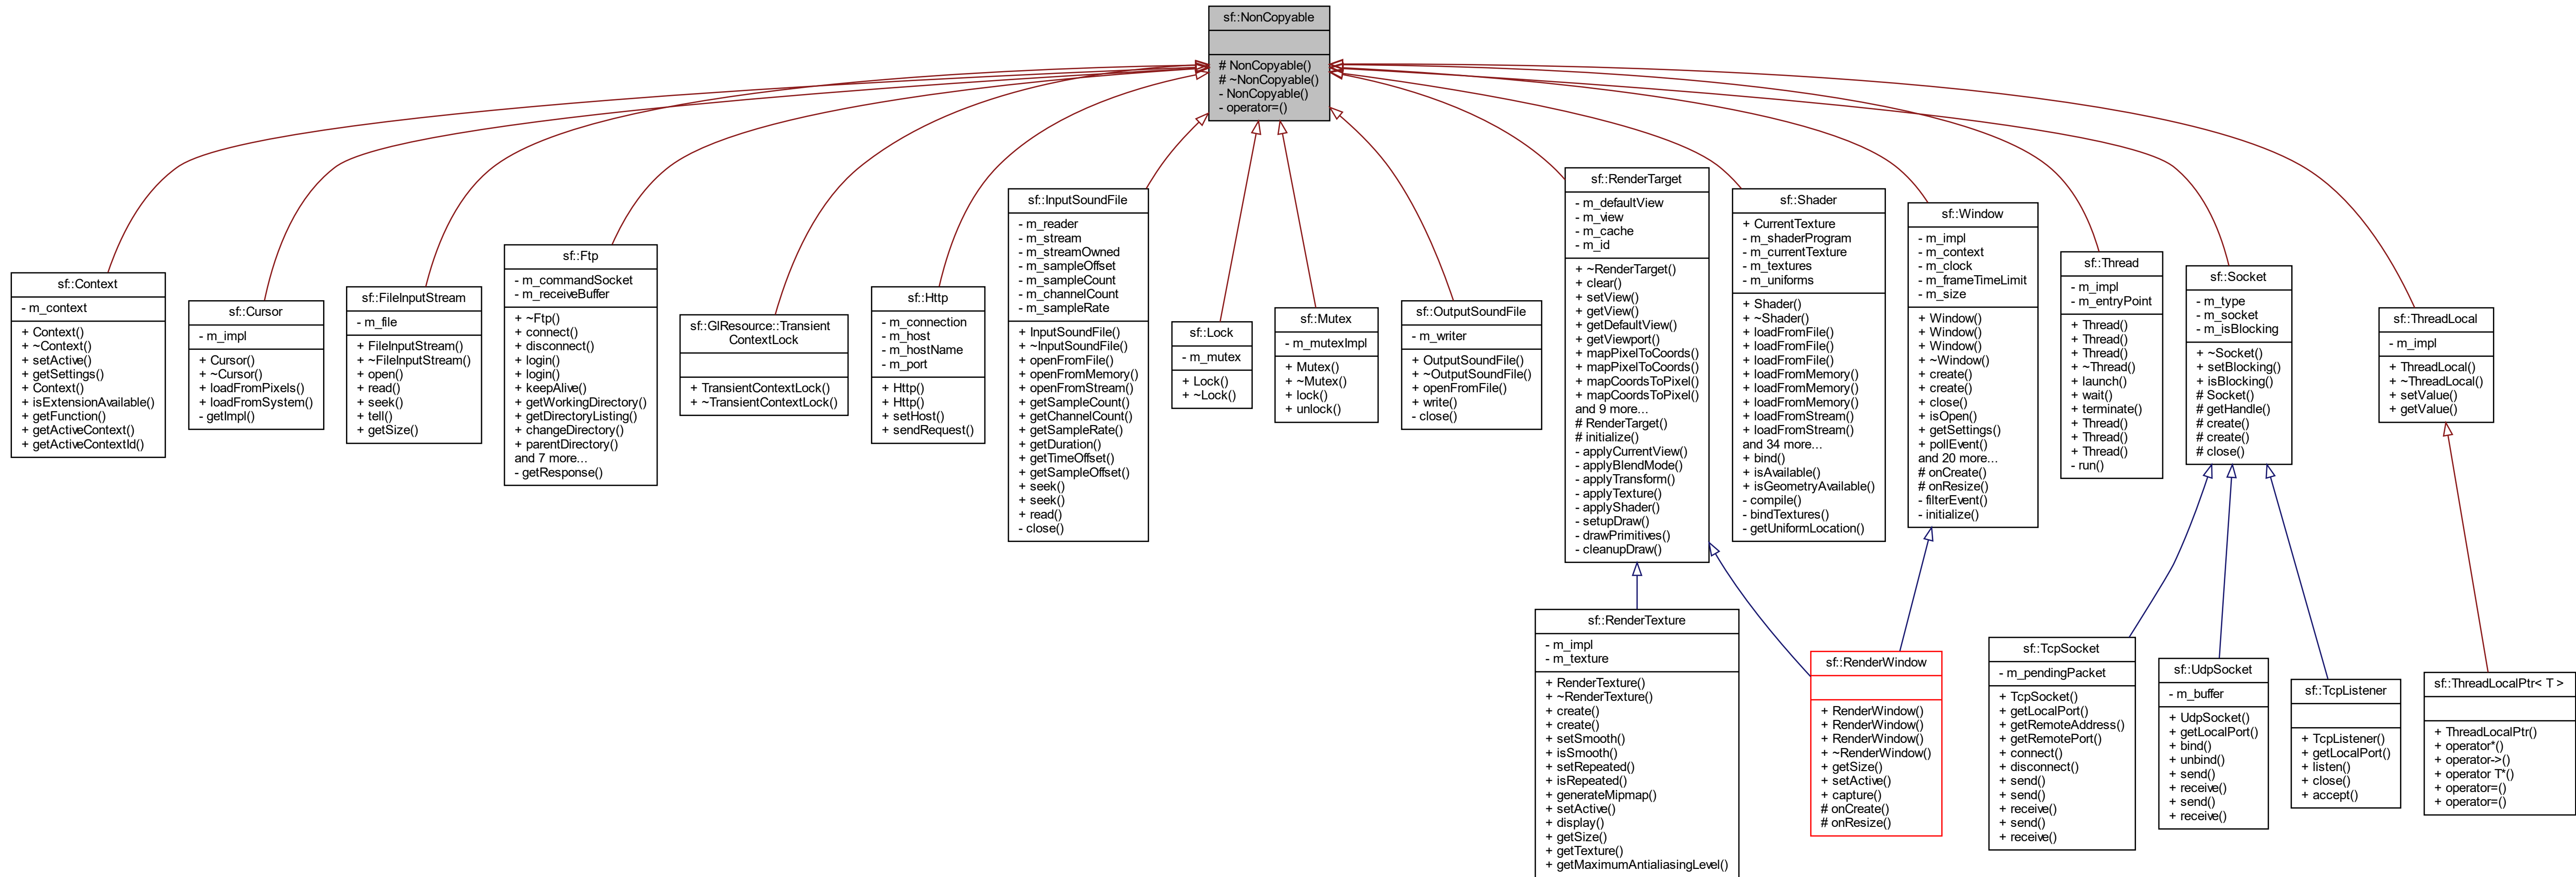 sf::NonCopyable
# NonCopyable()
# ~NonCopyable()
- NonCopyable()
- operator=()
sf::Context
- m_context
+ Context()
+ ~Context()
+ setActive()
+ getSettings()
+ Context()
+ isExtensionAvailable()
+ getFunction()
+ getActiveContext()
+ getActiveContextId()
sf::Cursor
- m_impl
+ Cursor()
+ ~Cursor()
+ loadFromPixels()
+ loadFromSystem()
- getImpl()
sf::FileInputStream
- m_file
+ FileInputStream()
+ ~FileInputStream()
+ open()
+ read()
+ seek()
+ tell()
+ getSize()
sf::Ftp
- m_commandSocket
- m_receiveBuffer
+ ~Ftp()
+ connect()
+ disconnect()
+ login()
+ login()
+ keepAlive()
+ getWorkingDirectory()
+ getDirectoryListing()
+ changeDirectory()
+ parentDirectory()
and 7 more...
- getResponse()
sf::GlResource::Transient
ContextLock
+ TransientContextLock()
+ ~TransientContextLock()
sf::Http
- m_connection
- m_host
- m_hostName
- m_port
+ Http()
+ Http()
+ setHost()
+ sendRequest()
sf::InputSoundFile
- m_reader
- m_stream
- m_streamOwned
- m_sampleOffset
- m_sampleCount
- m_channelCount
- m_sampleRate
+ InputSoundFile()
+ ~InputSoundFile()
+ openFromFile()
+ openFromMemory()
+ openFromStream()
+ getSampleCount()
+ getChannelCount()
+ getSampleRate()
+ getDuration()
+ getTimeOffset()
+ getSampleOffset()
+ seek()
+ seek()
+ read()
- close()
sf::Lock
- m_mutex
+ Lock()
+ ~Lock()
sf::Mutex
- m_mutexImpl
+ Mutex()
+ ~Mutex()
+ lock()
+ unlock()
sf::OutputSoundFile
- m_writer
+ OutputSoundFile()
+ ~OutputSoundFile()
+ openFromFile()
+ write()
- close()
sf::RenderTarget
- m_defaultView
- m_view
- m_cache
- m_id
+ ~RenderTarget()
+ clear()
+ setView()
+ getView()
+ getDefaultView()
+ getViewport()
+ mapPixelToCoords()
+ mapPixelToCoords()
+ mapCoordsToPixel()
+ mapCoordsToPixel()
and 9 more...
# RenderTarget()
# initialize()
- applyCurrentView()
- applyBlendMode()
- applyTransform()
- applyTexture()
- applyShader()
- setupDraw()
- drawPrimitives()
- cleanupDraw()
sf::Shader
+ CurrentTexture
- m_shaderProgram
- m_currentTexture
- m_textures
- m_uniforms
+ Shader()
+ ~Shader()
+ loadFromFile()
+ loadFromFile()
+ loadFromFile()
+ loadFromMemory()
+ loadFromMemory()
+ loadFromMemory()
+ loadFromStream()
+ loadFromStream()
and 34 more...
+ bind()
+ isAvailable()
+ isGeometryAvailable()
- compile()
- bindTextures()
- getUniformLocation()
sf::Window
- m_impl
- m_context
- m_clock
- m_frameTimeLimit
- m_size
+ Window()
+ Window()
+ Window()
+ ~Window()
+ create()
+ create()
+ close()
+ isOpen()
+ getSettings()
+ pollEvent()
and 20 more...
# onCreate()
# onResize()
- filterEvent()
- initialize()
sf::Thread
- m_impl
- m_entryPoint
+ Thread()
+ Thread()
+ Thread()
+ ~Thread()
+ launch()
+ wait()
+ terminate()
+ Thread()
+ Thread()
+ Thread()
- run()
sf::Socket
- m_type
- m_socket
- m_isBlocking
+ ~Socket()
+ setBlocking()
+ isBlocking()
# Socket()
# getHandle()
# create()
# create()
# close()
sf::ThreadLocal
- m_impl
+ ThreadLocal()
+ ~ThreadLocal()
+ setValue()
+ getValue()
sf::RenderTexture
- m_impl
- m_texture
+ RenderTexture()
+ ~RenderTexture()
+ create()
+ create()
+ setSmooth()
+ isSmooth()
+ setRepeated()
+ isRepeated()
+ generateMipmap()
+ setActive()
+ display()
+ getSize()
+ getTexture()
+ getMaximumAntialiasingLevel()
sf::RenderWindow
+ RenderWindow()
+ RenderWindow()
+ RenderWindow()
+ ~RenderWindow()
+ getSize()
+ setActive()
+ capture()
# onCreate()
# onResize()
sf::TcpSocket
- m_pendingPacket
+ TcpSocket()
+ getLocalPort()
+ getRemoteAddress()
+ getRemotePort()
+ connect()
+ disconnect()
+ send()
+ send()
+ receive()
+ send()
+ receive()
sf::UdpSocket
- m_buffer
+ UdpSocket()
+ getLocalPort()
+ bind()
+ unbind()
+ send()
+ receive()
+ send()
+ receive()
sf::TcpListener
+ TcpListener()
+ getLocalPort()
+ listen()
+ close()
+ accept()
sf::ThreadLocalPtr< T >
+ ThreadLocalPtr()
+ operator*()
+ operator->()
+ operator T*()
+ operator=()
+ operator=()